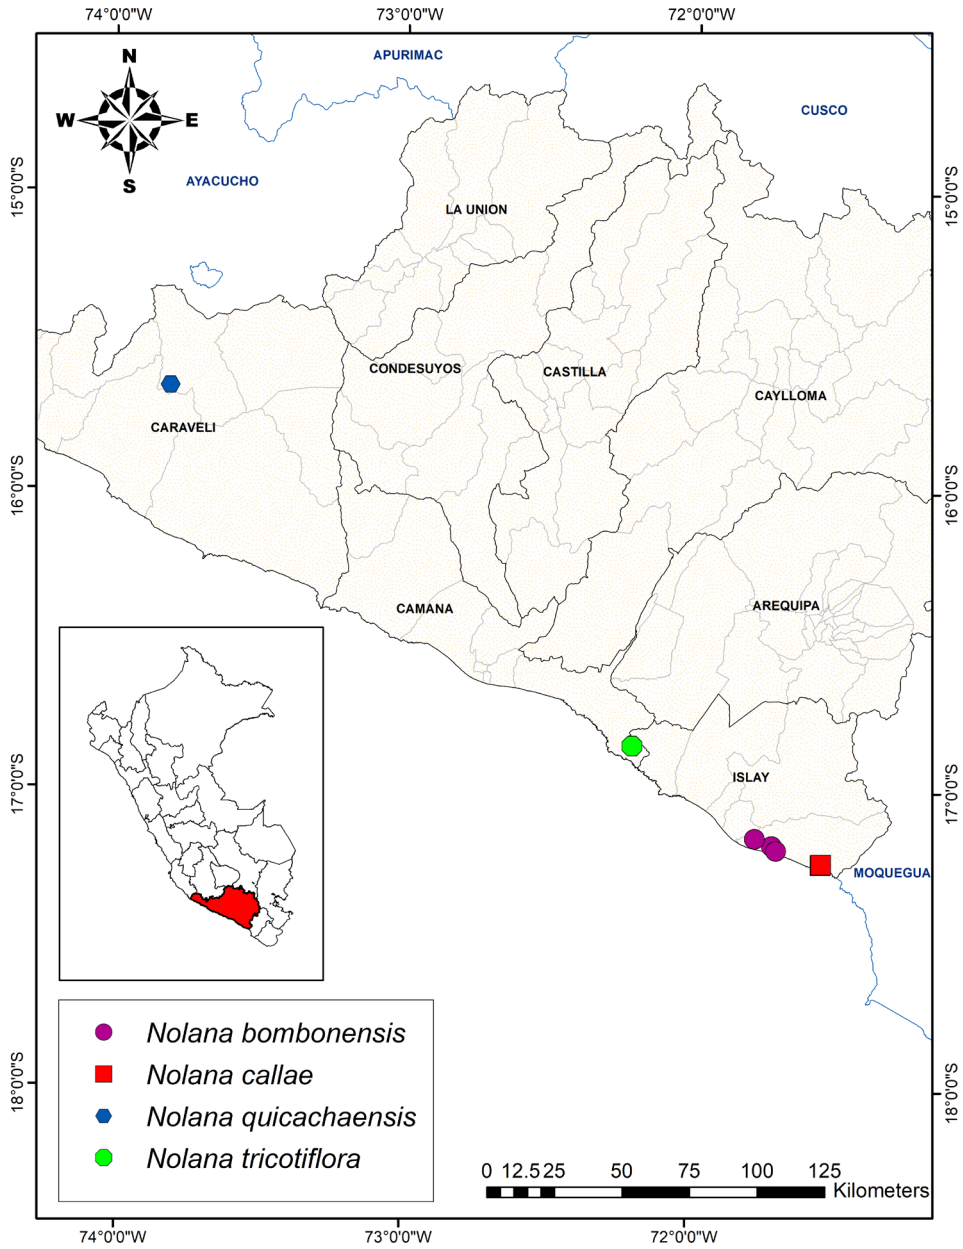 74°0'0"W 73°0'0"W 72°0'0"W
N
W E
S
APURIMAC
CUSCO
AYACUCHO
15°0'0"S 15°0'0"S
LA UNION
CONDESUYOS
CASTILLA
CAYLLOMA
CARAVELI
16°0'0"S 16°0'0"S
CAMANA
AREQUIPA
17°0'0"S 17°0'0"S
ISLAY
MOQUEGUA
Nolana bombonensis
Nolana callae
Nolana quicachaensis
Nolana tricotiflora
18°0'0"S 18°0'0"S
0 12.5 25 50 75 100 125
Kilometers
74°0'0"W 73°0'0"W 72°0'0"W